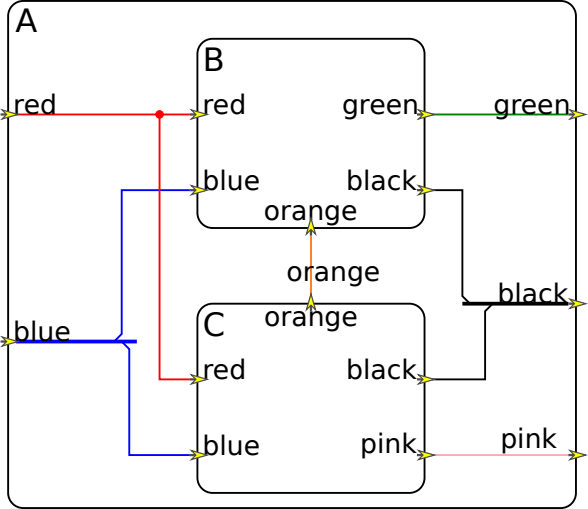 A
B
red
red
green
green
blue
black
orange
orange
black
blue
orange
C
red
black
blue
pink
pink